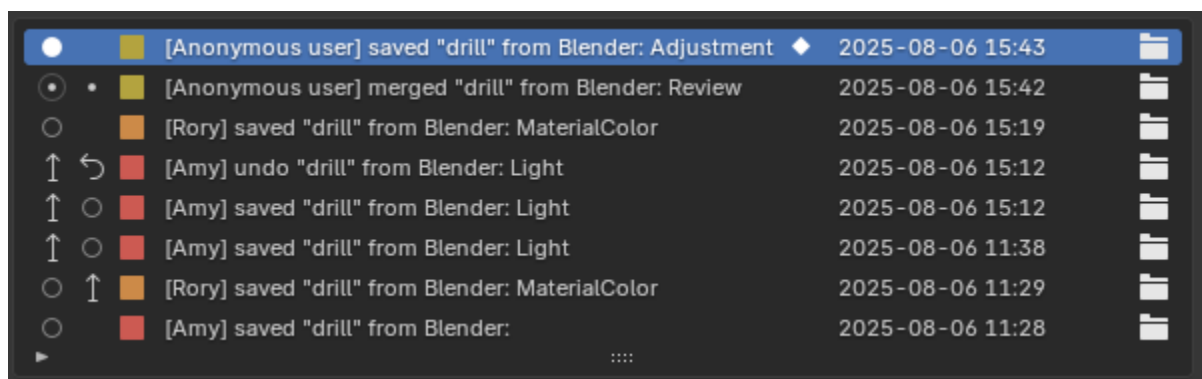 [Anonymous user] saved "drill" from Blender: Adjustment 2025-08-06 15:43
[Anonymous user] merged "drill" from Blender: Review 2025-08-06 15:42
[Rory] saved "drill" from Blender: MaterialColor 2025-08-06 15:19
[Amy] undo "drill" from Blender: Light 2025-08-06 15:12
[Amy] saved "drill" from Blender: Light 2025-08-06 15:12
[Amy] saved "drill" from Blender: Light 2025-08-06 11:38
[Rory] saved "drill" from Blender: MaterialColor 2025-08-06 11:29
[Amy] saved "drill" from Blender: 2025-08-06 11:28